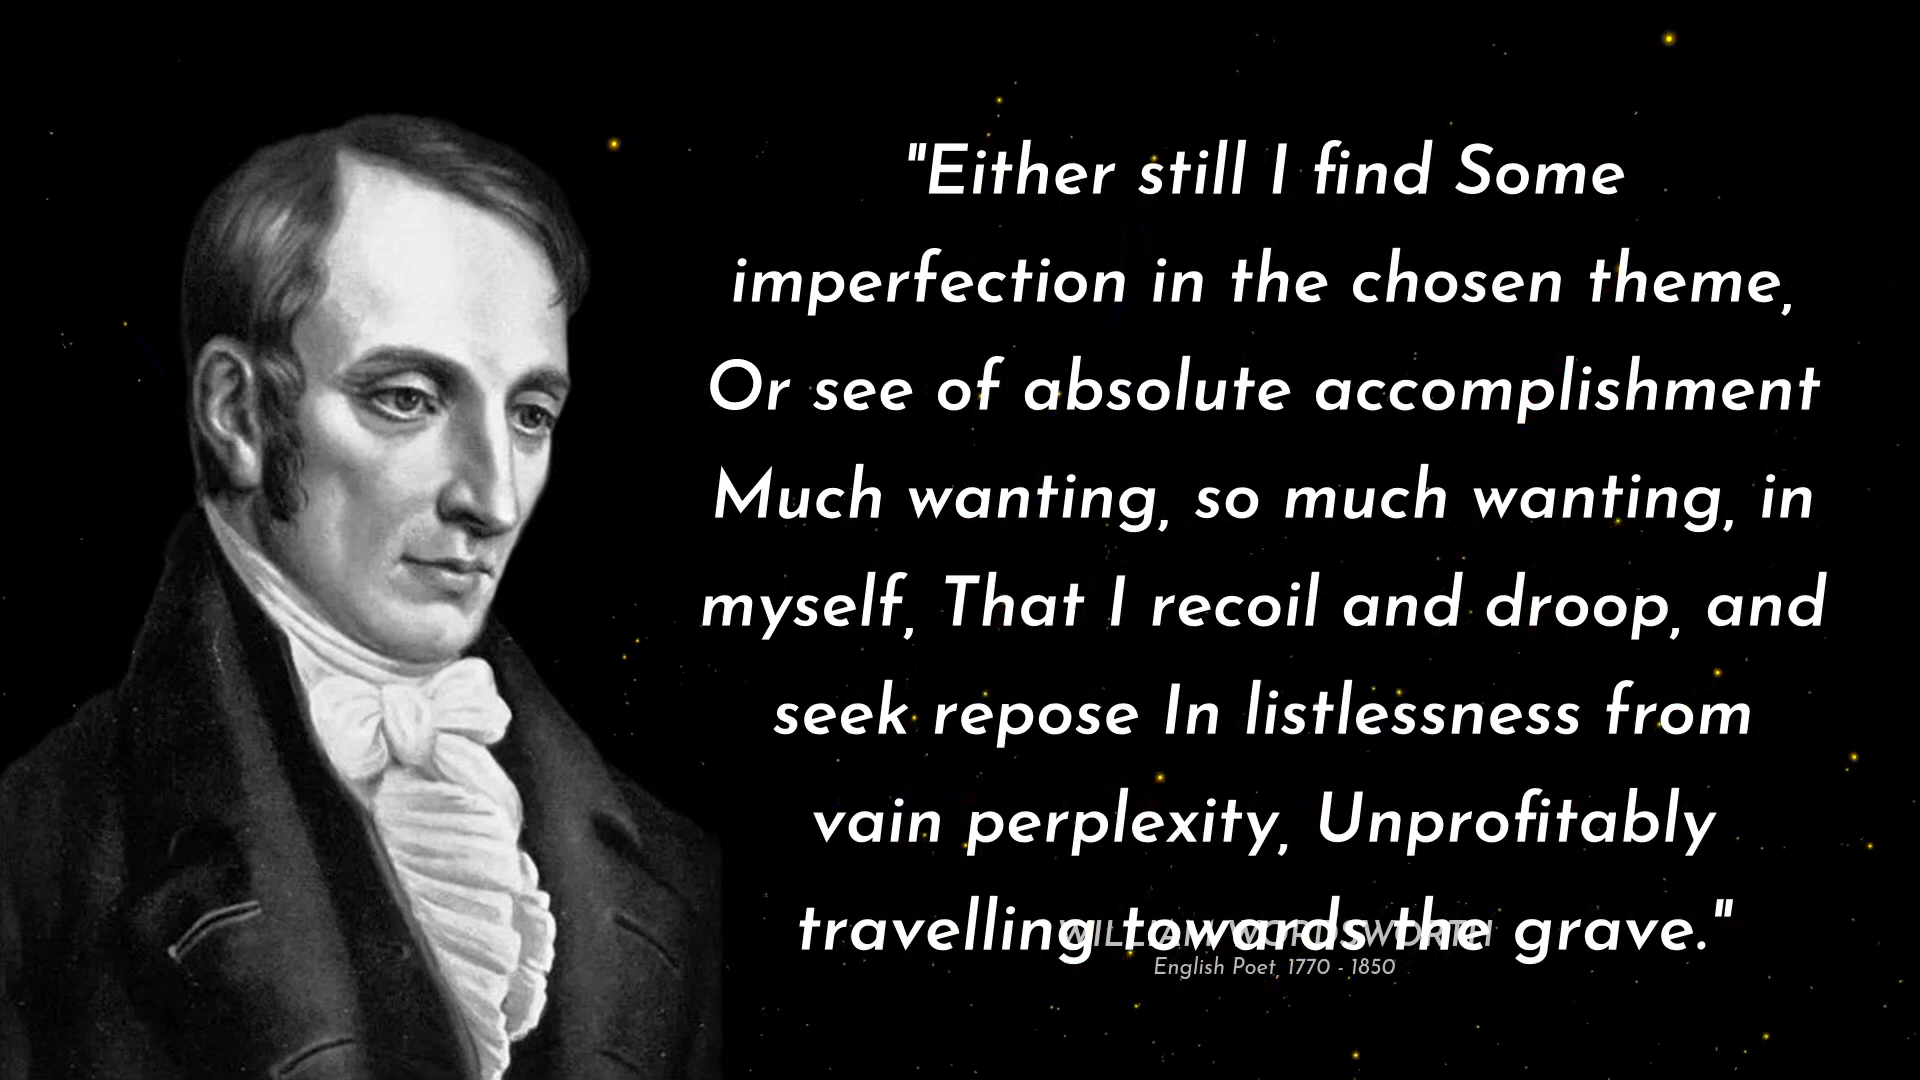 "Either still I find Some
imperfection in the chosen theme,
Or see of absolute accomplishment
Much wanting, so much wanting, in
myself, That I recoil and droop, and
seek repose In listlessness from
vain perplexity, Unprofitably
travelling towards the grave."
WILLIAM WORDSWORTH
English Poet, 1770 - 1850